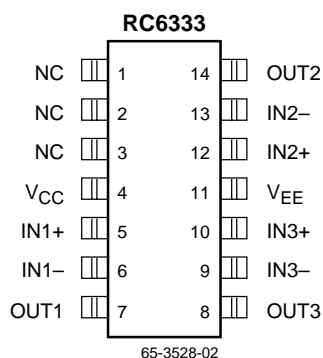 RC6333
NC 1 14 OUT2
NC 2 13 IN2–
NC 3 12 IN2+
VCC 4 11 VEE
IN1+ 5 10 IN3+
IN1– 6 9 IN3–
OUT1 7 8 OUT3
65-3528-02